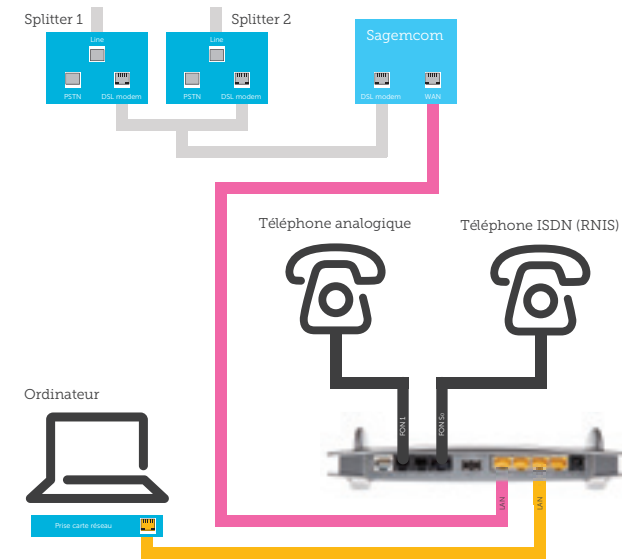 Splitter 1
Splitter 2
Line
Line
Sagemcom
PSTN
DSL modem
PSTN
DSL modem
DSL modem
WAN
Téléphone analogique
Téléphone ISDN (RNIS)
Ordinateur
FON 1
FON S0
LAN
LAN
Prise carte réseau